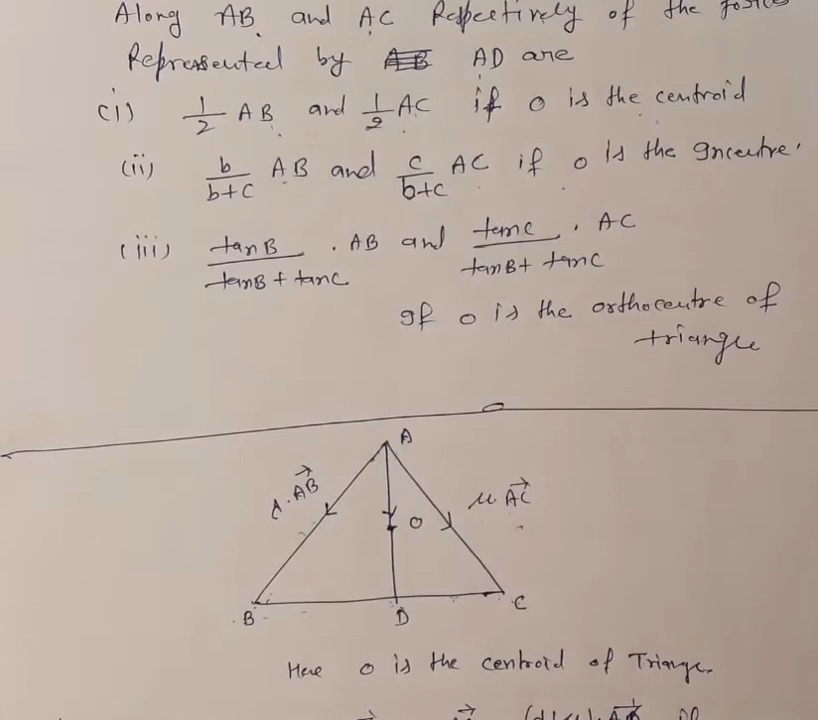 Along AB and AC Respectively of the forces
Represented by AD are
(i) 1/2 AB and 1/2 AC if O is the centroid
(ii) b/b+c AB and c/b+c AC if O is the Incentre.
(iii) tanB/tanB + tanC . AB and tanC/tanB + tanC . AC
If O is the orthocentre of
triangle
A
λ.AB
μ.AC
O
B D C
Here O is the centroid of Triange.